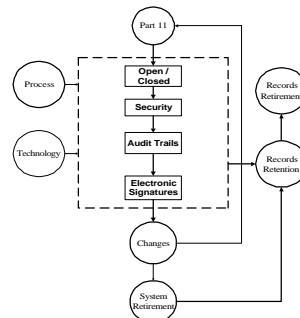 Part 11
Open /
Closed
Process
Security
Records
Retirement
Technology
Audit Trails
Records
Retention
Electronic
Signatures
Changes
System
Retirement